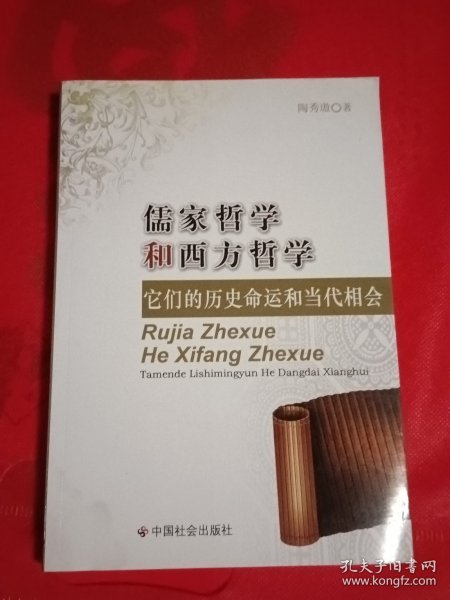 陶秀璈○著
儒家哲学
和西方哲学
它们的历史命运和当代相会
Rujia Zhexue
He Xifang Zhexue
Tamende Lishimingyun He Dangdai Xianghui
中国社会出版社
孔夫子旧书网
www.kongfz.com